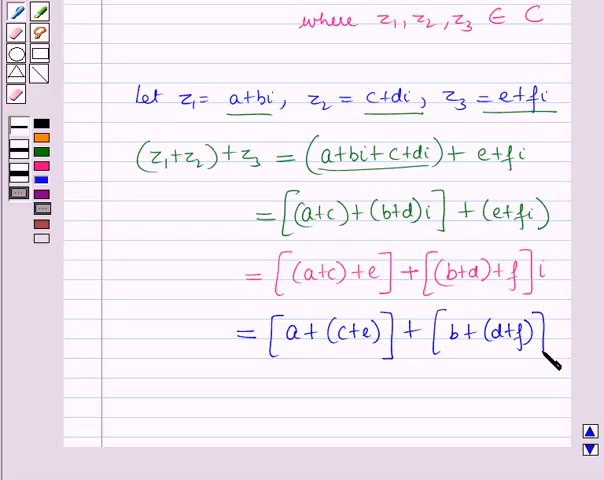 where z₁, z₂, z₃ ∈ C
Let z₁ = a+bi, z₂ = c+di, z₃ = e+fi
(z₁+z₂)+z₃ = (a+bi+c+di)+ e+fi
= [(a+c)+(b+d)i] + (e+fi)
= [(a+c)+e] + [(b+d)+f]i
= [a+(c+e)] + [b+(d+f)]